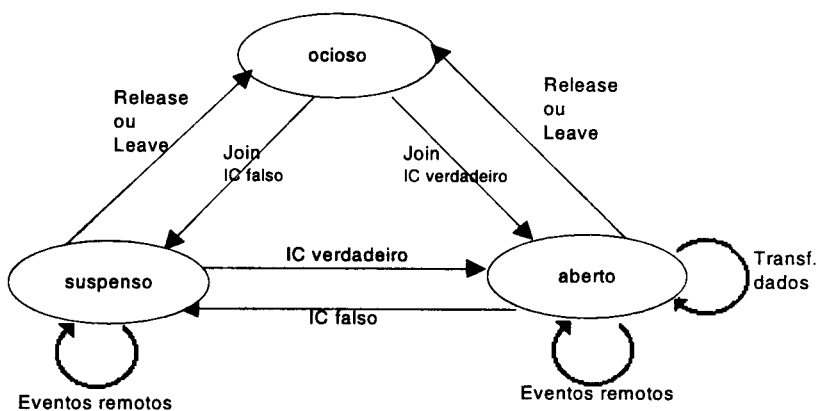 ocioso
Release
ou
Leave
Release
ou
Leave
Join
IC falso
Join
IC verdadeiro
IC verdadeiro
suspenso
aberto
Transf.
dados
IC falso
Eventos remotos
Eventos remotos